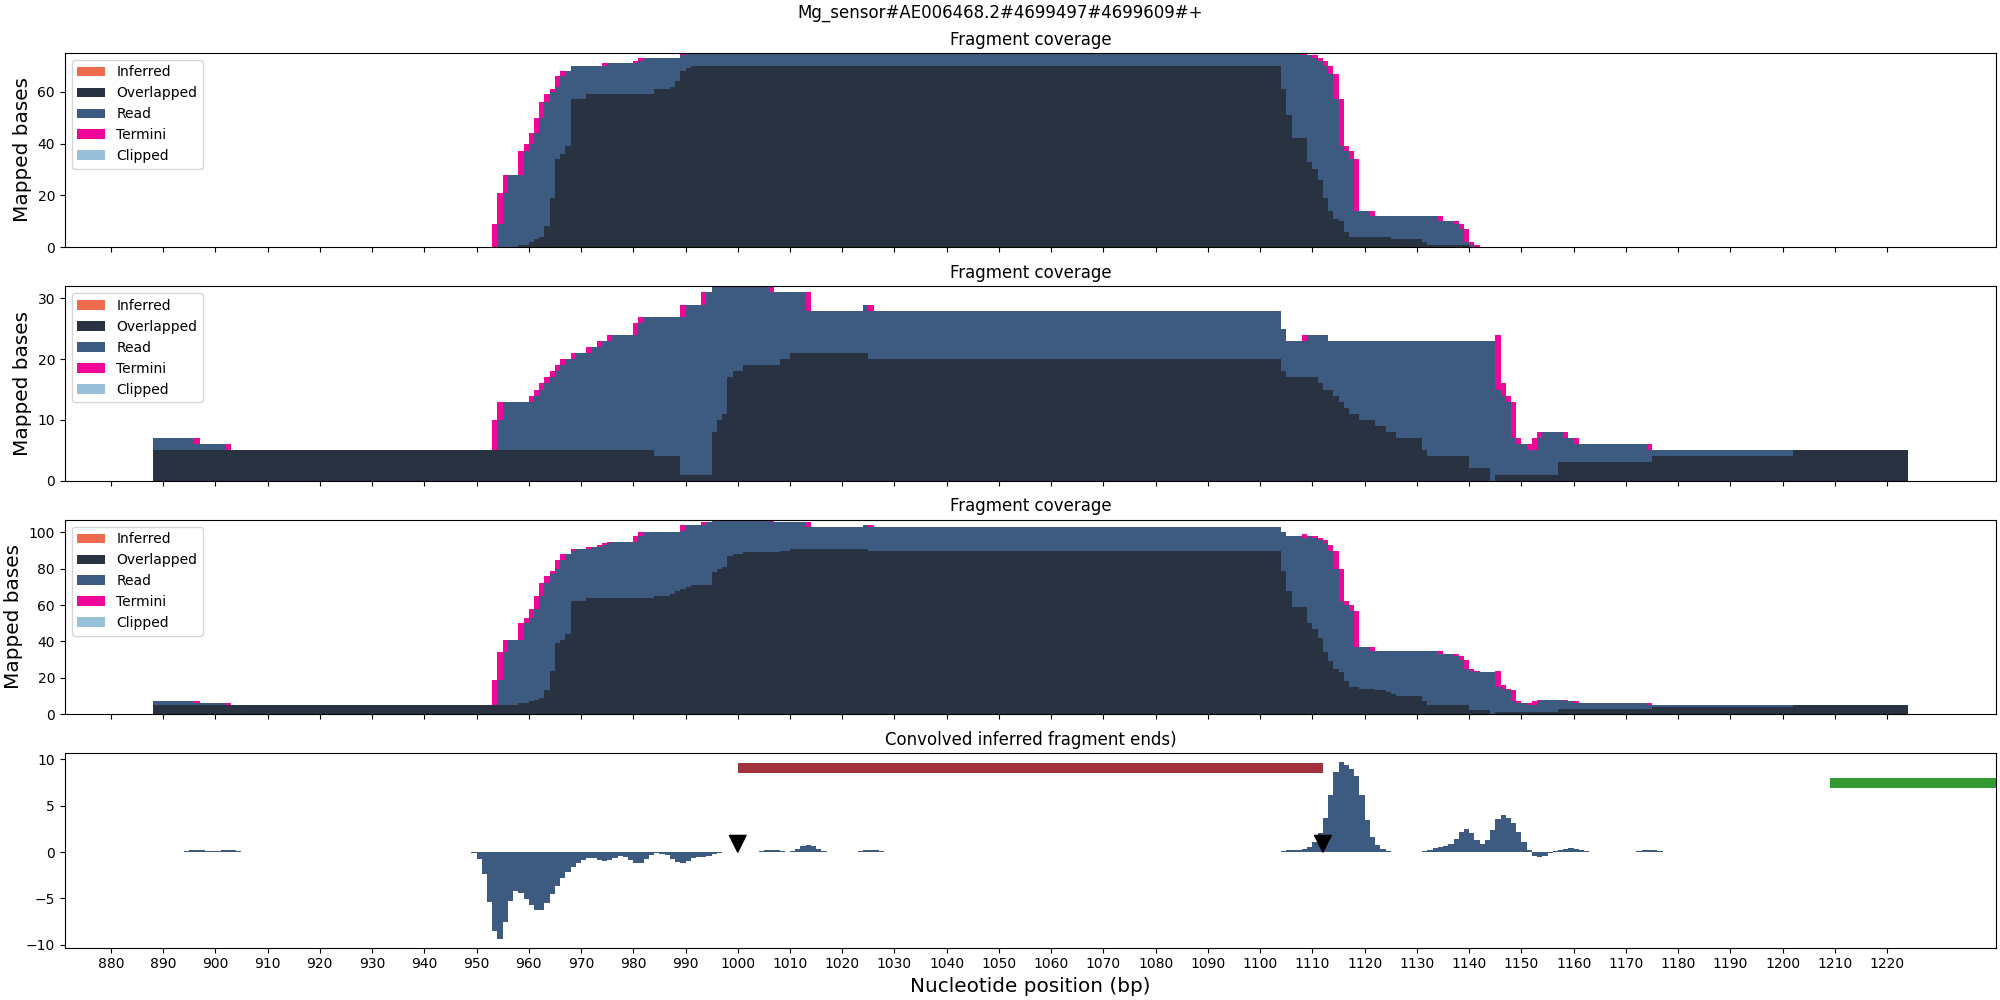 Mg_sensor#AE006468.2#4699497#4699609#+
Fragment coverage
Mapped bases
60
40
20
0
Inferred
Overlapped
Read
Termini
Clipped
Fragment coverage
Mapped bases
30
20
10
0
Inferred
Overlapped
Read
Termini
Clipped
Fragment coverage
Mapped bases
100
80
60
40
20
0
Inferred
Overlapped
Read
Termini
Clipped
Convolved inferred fragment ends)
10
5
0
−5
−10
880 890 900 910 920 930 940 950 960 970 980 990 1000 1010 1020 1030 1040 1050 1060 1070 1080 1090 1100 1110 1120 1130 1140 1150 1160 1170 1180 1190 1200 1210 1220
Nucleotide position (bp)